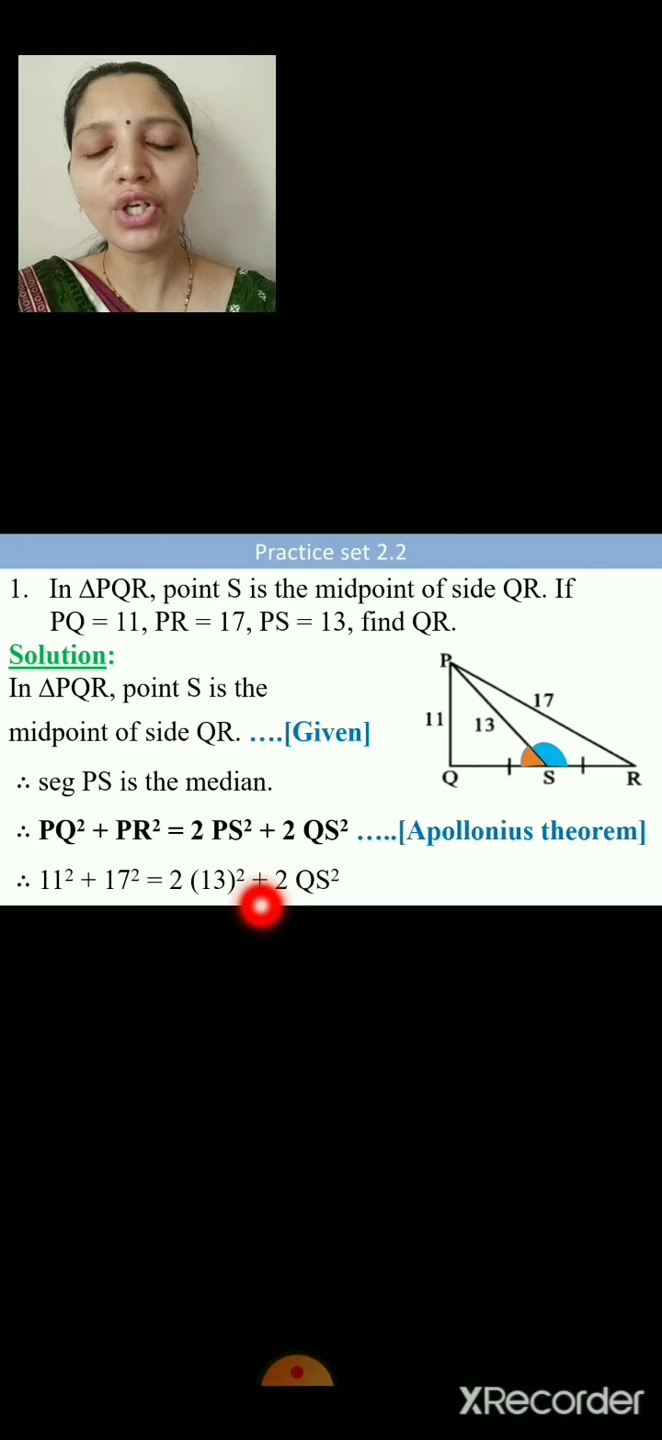 Practice set 2.2
1. In ΔPQR, point S is the midpoint of side QR. If
PQ = 11, PR = 17, PS = 13, find QR.
Solution:
In ΔPQR, point S is the
midpoint of side QR. ….[Given]
∴ seg PS is the median.
∴ PQ² + PR² = 2 PS² + 2 QS² …..[Apollonius theorem]
∴ 11² + 17² = 2 (13)² + 2 QS²
P
17
11
13
Q
S
R
XRecorder